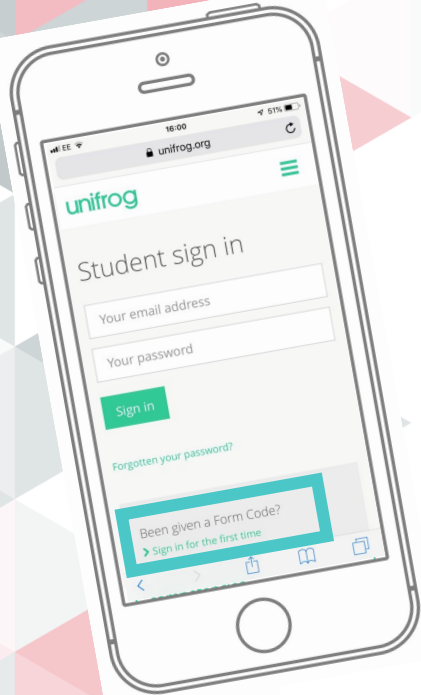 EE 16:00 51%
unifrog.org
unifrog
Student sign in
Your email address
Your password
Sign in
Forgotten your password?
Been given a Form Code?
> Sign in for the first time